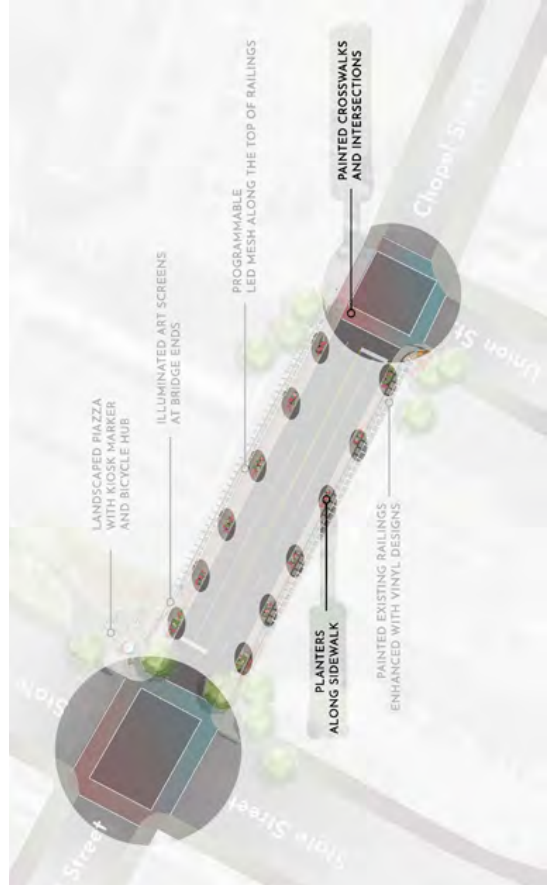 LANDSCAPED PIAZZA
WITH KIOSK MARKER
AND BICYCLE HUB
ILLUMINATED ART SCREENS
AT BRIDGE ENDS
PROGRAMMABLE
LED MESH ALONG THE TOP OF RAILINGS
PAINTED CROSSWALKS
AND INTERSECTIONS
PLANTERS
ALONG SIDEWALK
PAINTED EXISTING RAILINGS
ENHANCED WITH VINYL DESIGNS
Street
State Street
Chapel Street
Union St